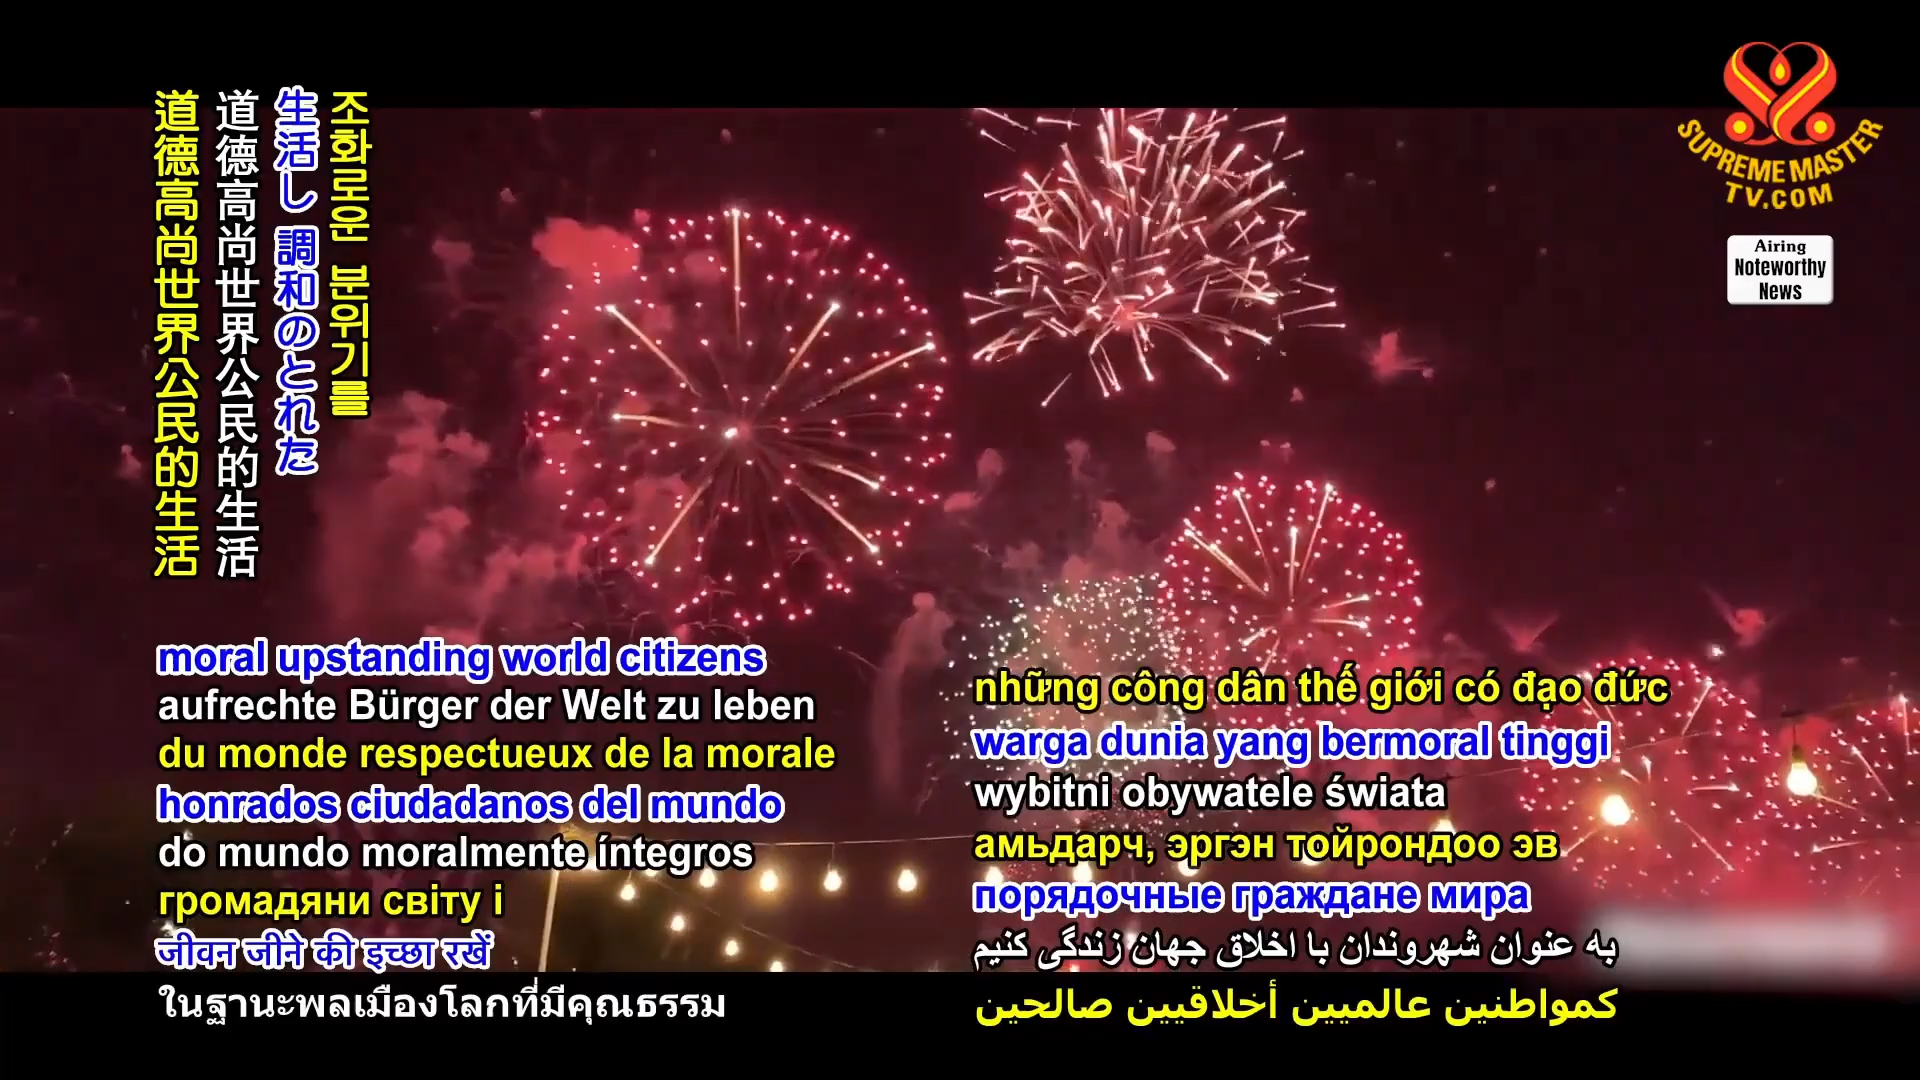 道德高尚世界公民的生活
道德高尚世界公民的生活
生活し 調和のとれた
조화로운 분위기를
SUPREME MASTER
TV.COM
Airing
Noteworthy
News
moral upstanding world citizens
aufrechte Bürger der Welt zu leben
du monde respectueux de la morale
honrados ciudadanos del mundo
do mundo moralmente íntegros
громадяни світу і
जीवन जीने की इच्छा रखें
ในฐานะพลเมืองโลกที่มีคุณธรรม
những công dân thế giới có đạo đức
warga dunia yang bermoral tinggi
wybitni obywatele świata
амьдарч, эргэн тойрондоо эв
порядочные граждане мира
به عنوان شهروندان با اخلاق جهان زندگی کنیم
كمواطنين عالميين أخلاقيين صالحين